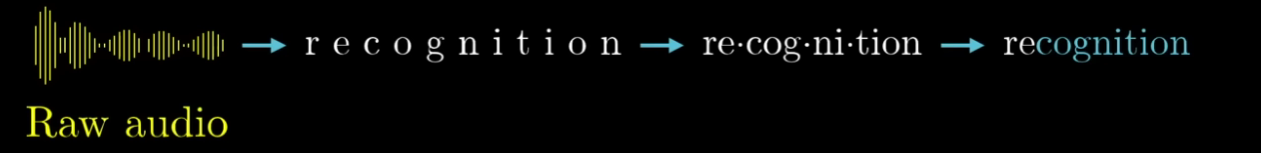 r e c o g n i t i o n → re·cog·ni·tion → recognition
Raw audio